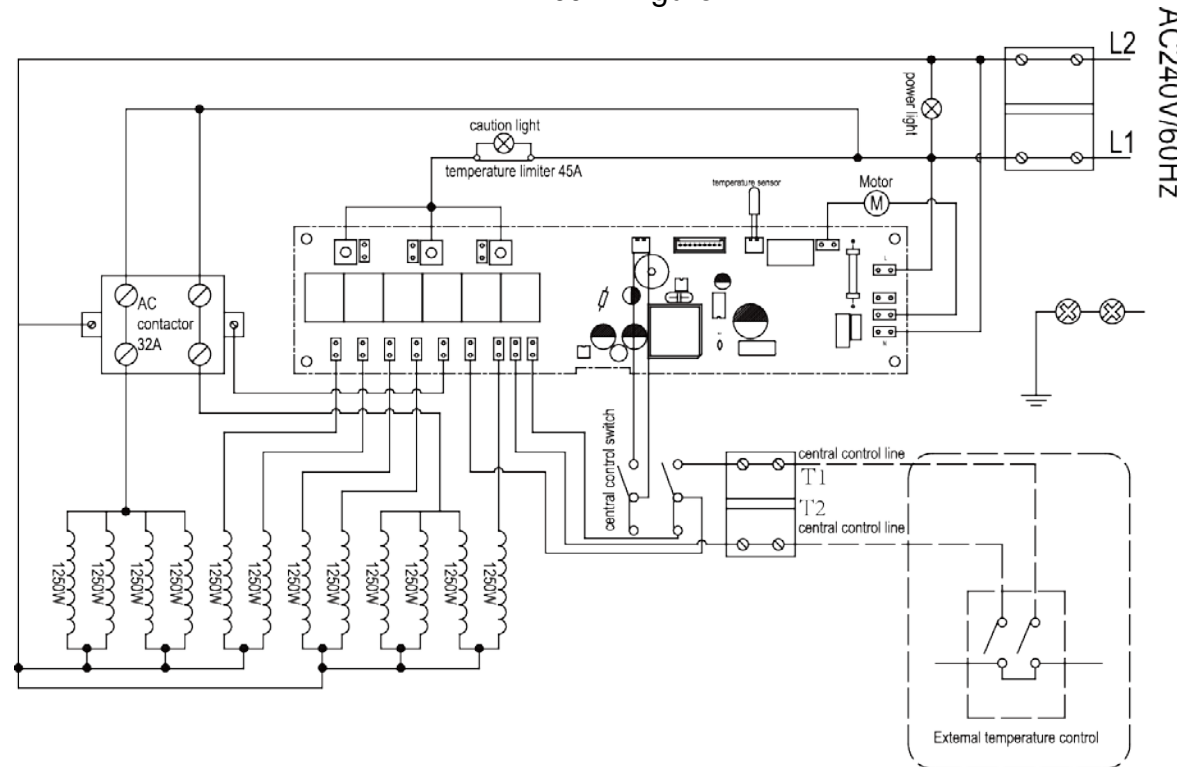 L2
L1
AC240V/60Hz
power light
caution light
temperature limiter 45A
temperature sensor
Motor
M
L
N
AC
contactor
32A
central control switch
central control line
T1
T2
central control line
1250W
1250W
1250W
1250W
1250W
1250W
1250W
1250W
1250W
1250W
1250W
1250W
External temperature control